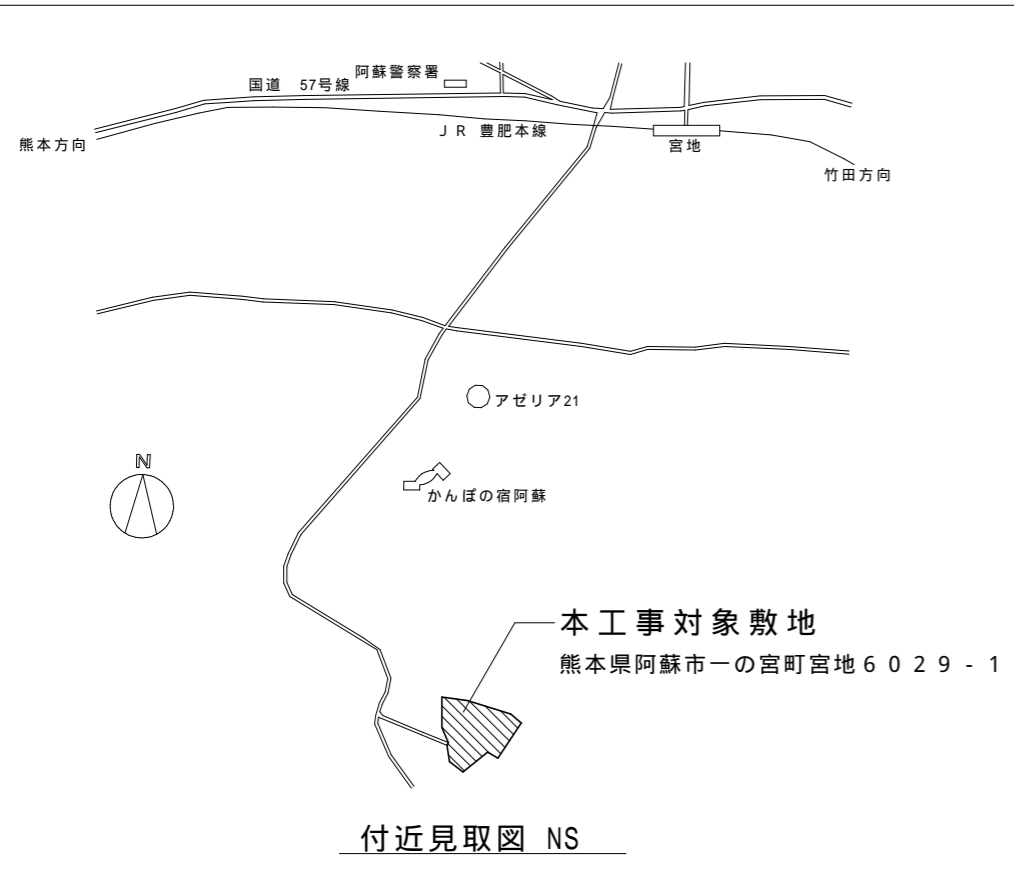 阿蘇警察署
国道　57号線
ＪＲ 豊肥本線
熊本方向
宮地
竹田方向
アゼリア21
N
かんぽの宿阿蘇
本工事対象敷地
熊本県阿蘇市一の宮町宮地６０２９-１
付近見取図 NS